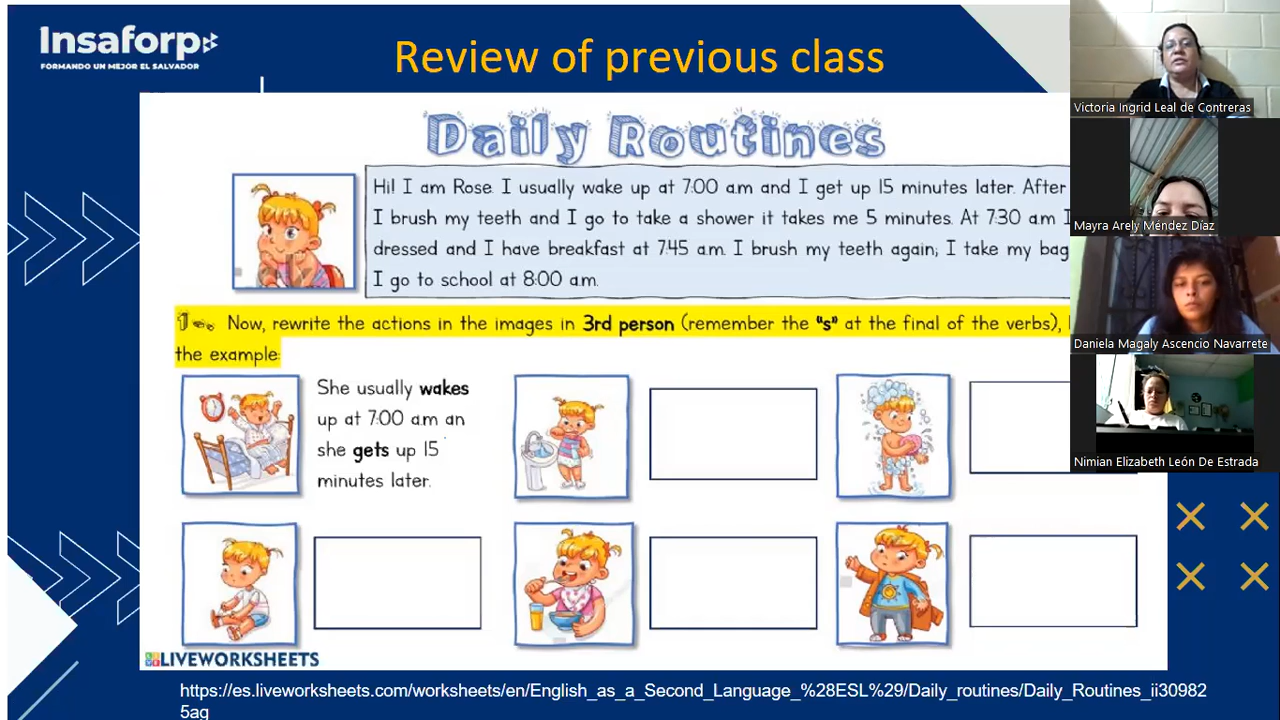 Insaforp
FORMANDO UN MEJOR EL SALVADOR
Review of previous class
Daily Routines
Hi! I am Rose. I usually wake up at 7:00 a.m and I get up 15 minutes later. After
I brush my teeth and I go to take a shower it takes me 5 minutes. At 7:30 a.m I
dressed and I have breakfast at 7:45 a.m. I brush my teeth again; I take my bag
I go to school at 8:00 a.m.
1 Now, rewrite the actions in the images in 3rd person (remember the "s" at the final of the verbs),
the example:
She usually wakes
up at 7:00 a.m an
she gets up 15
minutes later.
LIVEWORKSHEETS
https://es.liveworksheets.com/worksheets/en/English_as_a_Second_Language_%28ESL%29/Daily_routines/Daily_Routines_ii30982
5ag
Victoria Ingrid Leal de Contreras
Mayra Arely Méndez Díaz
Daniela Magaly Ascencio Navarrete
Nimian Elizabeth León De Estrada